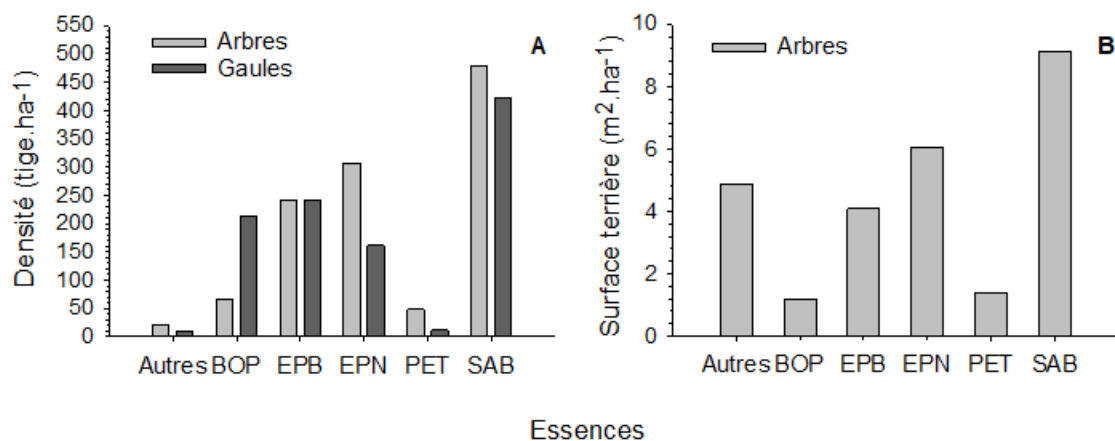 Densité (tige.ha-1)
550
500
450
400
350
300
250
200
150
100
50
0
Arbres
Gaules
A
Autres BOP EPB EPN PET SAB
Surface terrière (m2.ha-1)
10
8
6
4
2
0
Arbres
B
Autres BOP EPB EPN PET SAB
Essences